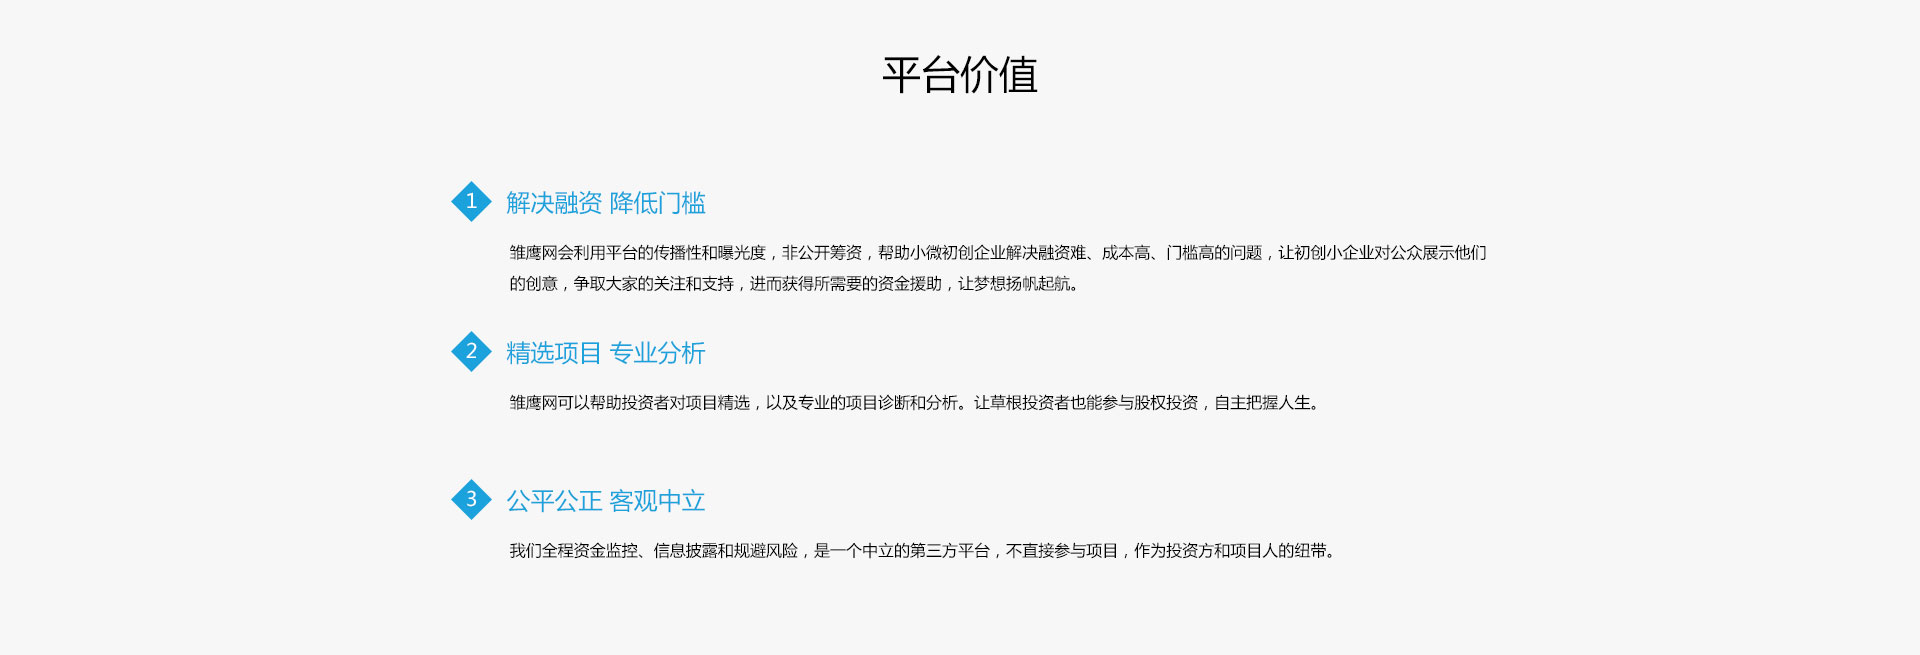 平台价值
1 解决融资 降低门槛
雏鹰网会利用平台的传播性和曝光度，非公开筹资，帮助小微初创企业解决融资难、成本高、门槛高的问题，让初创小企业对公众展示他们
的创意，争取大家的关注和支持，进而获得所需要的资金援助，让梦想扬帆起航。
2 精选项目 专业分析
雏鹰网可以帮助投资者对项目精选，以及专业的项目诊断和分析。让草根投资者也能参与股权投资，自主把握人生。
3 公平公正 客观中立
我们全程资金监控、信息披露和规避风险，是一个中立的第三方平台，不直接参与项目，作为投资方和项目人的纽带。